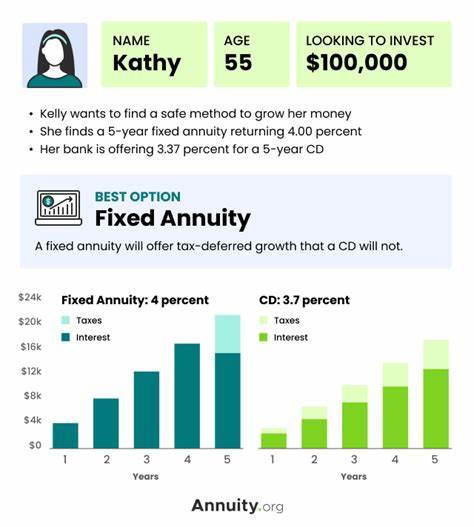 NAME
Kathy
AGE
55
LOOKING TO INVEST
$100,000
• Kelly wants to find a safe method to grow her money
• She finds a 5-year fixed annuity returning 4.00 percent
• Her bank is offering 3.37 percent for a 5-year CD
BEST OPTION
Fixed Annuity
A fixed annuity will offer tax-deferred growth that a CD will not.
$24k
$20k
$16k
$12k
$8k
$4k
$0
Fixed Annuity: 4 percent
Taxes
Interest
1 2 3 4 5
Years
CD: 3.7 percent
Taxes
Interest
1 2 3 4 5
Years
Annuity.org